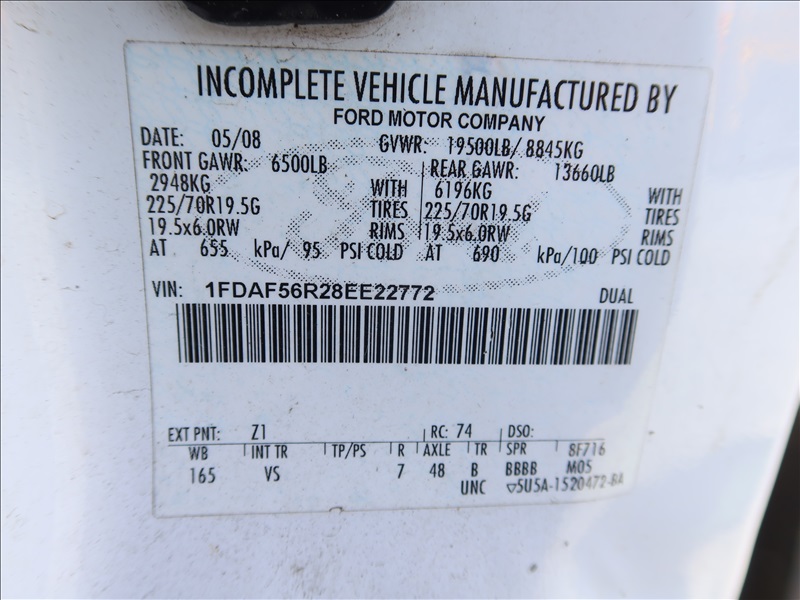 INCOMPLETE VEHICLE MANUFACTURED BY
FORD MOTOR COMPANY
DATE: 05/08 GVWR: 19500LB/ 8845KG
FRONT GAWR: 6500LB REAR GAWR: 13660LB
2948KG WITH 6196KG WITH
225/70R19.5G TIRES 225/70R19.5G TIRES
19.5x6.0RW RIMS 19.5x6.0RW RIMS
AT 655 kPa/ 95 PSI COLD AT 690 kPa/100 PSI COLD
VIN: 1FDAF56R28EE22772 DUAL
EXT PNT: Z1 RC: 74 DSO:
WB INT TR TP/PS R AXLE TR SPR 8F716
165 VS 7 48 B BBBB M05
UNC ▽5U5A-1520472-BA